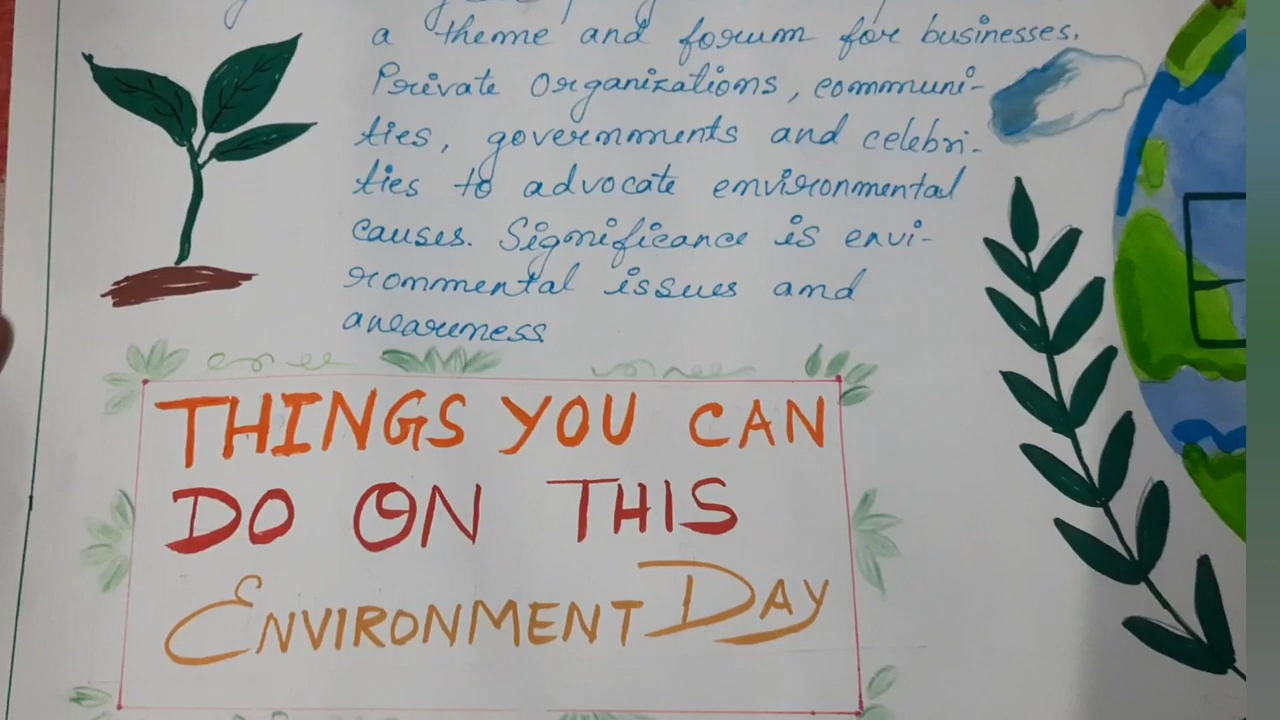 a theme and forum for businesses.
Private Organizations, communi-
ties, governments and celebri-
ties to advocate environmental
causes. Significance is envi-
ronmental issues and
awareness
THINGS YOU CAN
DO ON THIS
ENVIRONMENT DAY